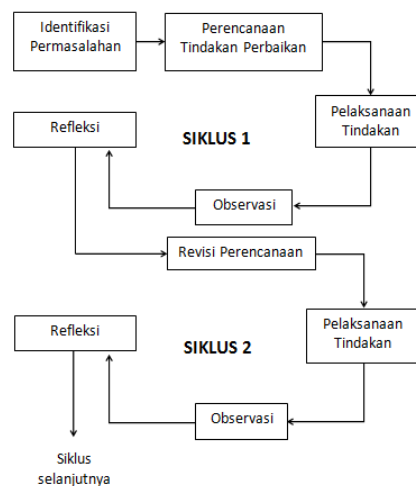 Identifikasi
Permasalahan
Perencanaan
Tindakan Perbaikan
Pelaksanaan
Tindakan
Refleksi
SIKLUS 1
Observasi
Revisi Perencanaan
Pelaksanaan
Tindakan
Refleksi
SIKLUS 2
Observasi
Siklus
selanjutnya